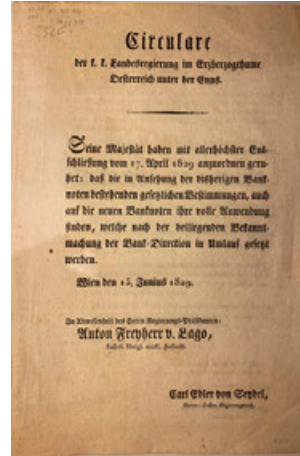 Circulare
der k. k. Landesregierung im Erzherzogthume
Oesterreich unter der Enns.
Seine Majestät haben mit allerhöchster Ent-
schließung vom 17. April 1829 anzuordnen geru-
het: daß die in Ansehung der bisherigen Bank-
noten bestehenden gesetzlichen Bestimmungen, auch
auf die neuen Banknoten ihre volle Anwendung
finden, welche nach der beiliegenden Bekannt-
machung der Bank-Direction in Umlauf gesetzt
werden.
Wien den 15. Junius 1829.
In Abwesenheit des Herrn Regierungs-Präsidenten:
Anton Freyherr v. Lago,
Carl Edler von Seydel,